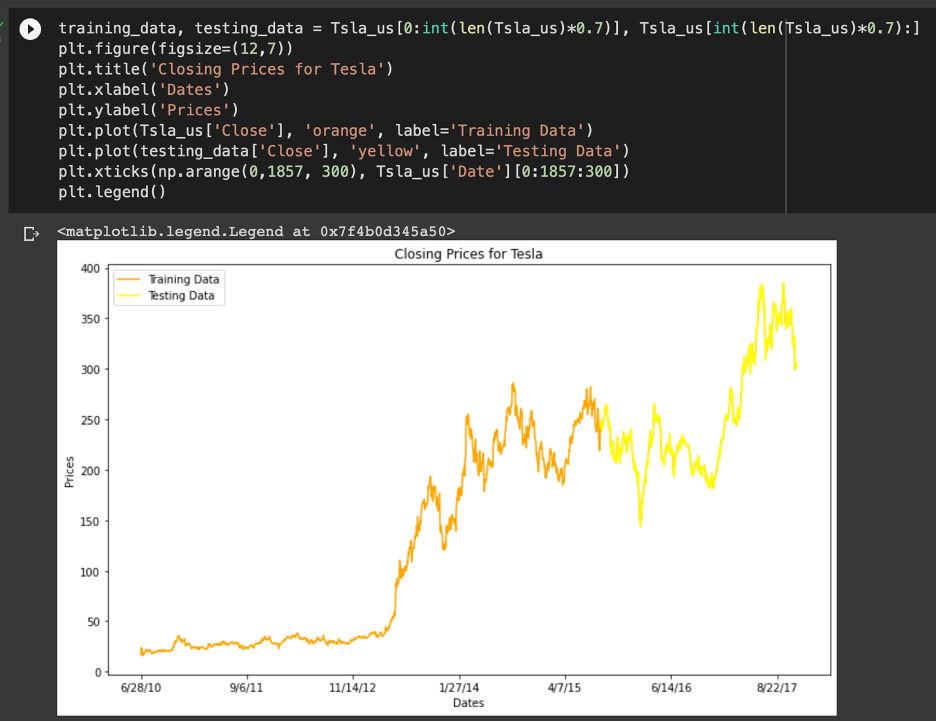 training_data, testing_data = Tsla_us[0:int(len(Tsla_us)*0.7)], Tsla_us[int(len(Tsla_us)*0.7):]
plt.figure(figsize=(12,7))
plt.title('Closing Prices for Tesla')
plt.xlabel('Dates')
plt.ylabel('Prices')
plt.plot(Tsla_us['Close'], 'orange', label='Training Data')
plt.plot(testing_data['Close'], 'yellow', label='Testing Data')
plt.xticks(np.arange(0,1857, 300), Tsla_us['Date'][0:1857:300])
plt.legend()
<matplotlib.legend.Legend at 0x7f4b0d345a50>
Closing Prices for Tesla
Training Data
Testing Data
400
350
300
250
200
150
100
50
0
Prices
6/28/10 9/6/11 11/14/12 1/27/14 4/7/15 6/14/16 8/22/17
Dates